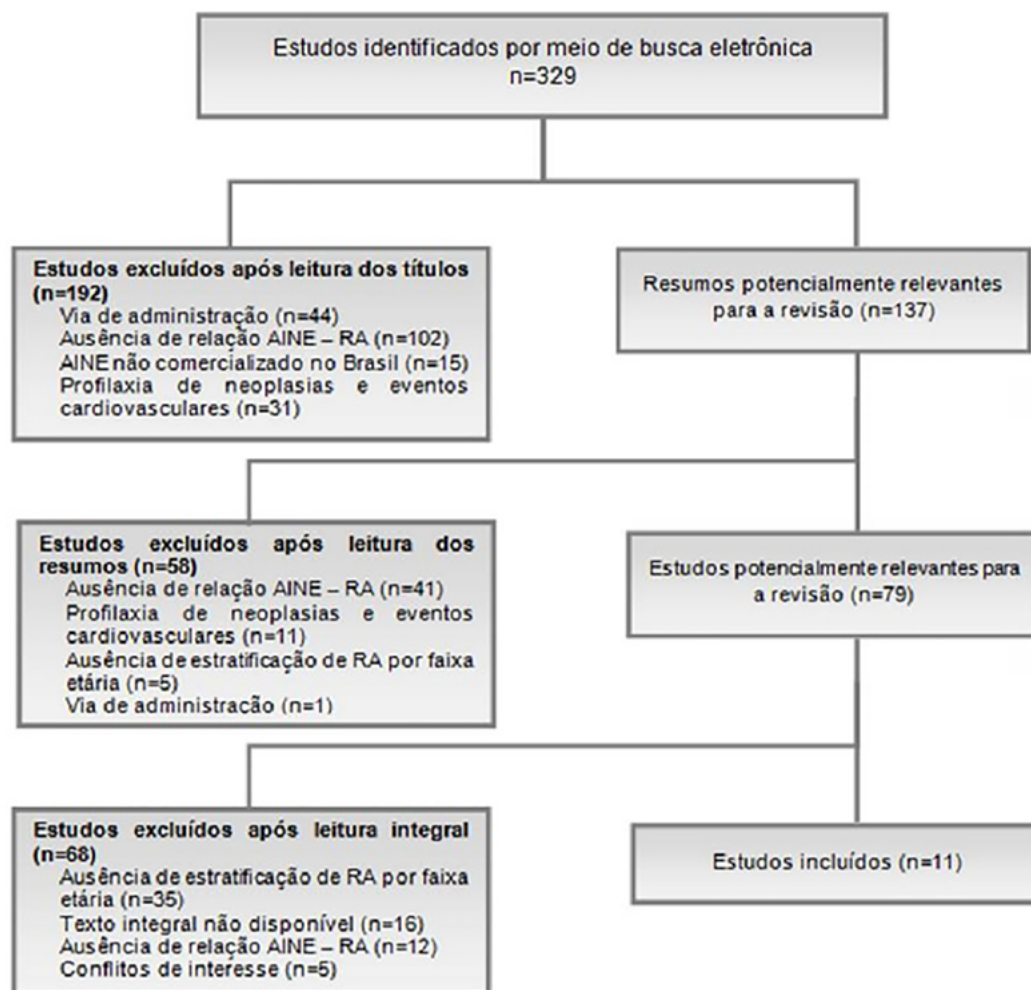 Estudos identificados por meio de busca eletrônica
n=329
Estudos excluídos após leitura dos títulos
(n=192)
Via de administração (n=44)
Ausência de relação AINE – RA (n=102)
AINE não comercializado no Brasil (n=15)
Profilaxia de neoplasias e eventos
cardiovasculares (n=31)
Resumos potencialmente relevantes
para a revisão (n=137)
Estudos excluídos após leitura dos
resumos (n=58)
Ausência de relação AINE – RA (n=41)
Profilaxia de neoplasias e eventos
cardiovasculares (n=11)
Ausência de estratificação de RA por faixa
etária (n=5)
Via de administração (n=1)
Estudos potencialmente relevantes para
a revisão (n=79)
Estudos excluídos após leitura integral
(n=68)
Ausência de estratificação de RA por faixa
etária (n=35)
Texto integral não disponível (n=16)
Ausência de relação AINE – RA (n=12)
Conflitos de interesse (n=5)
Estudos incluídos (n=11)